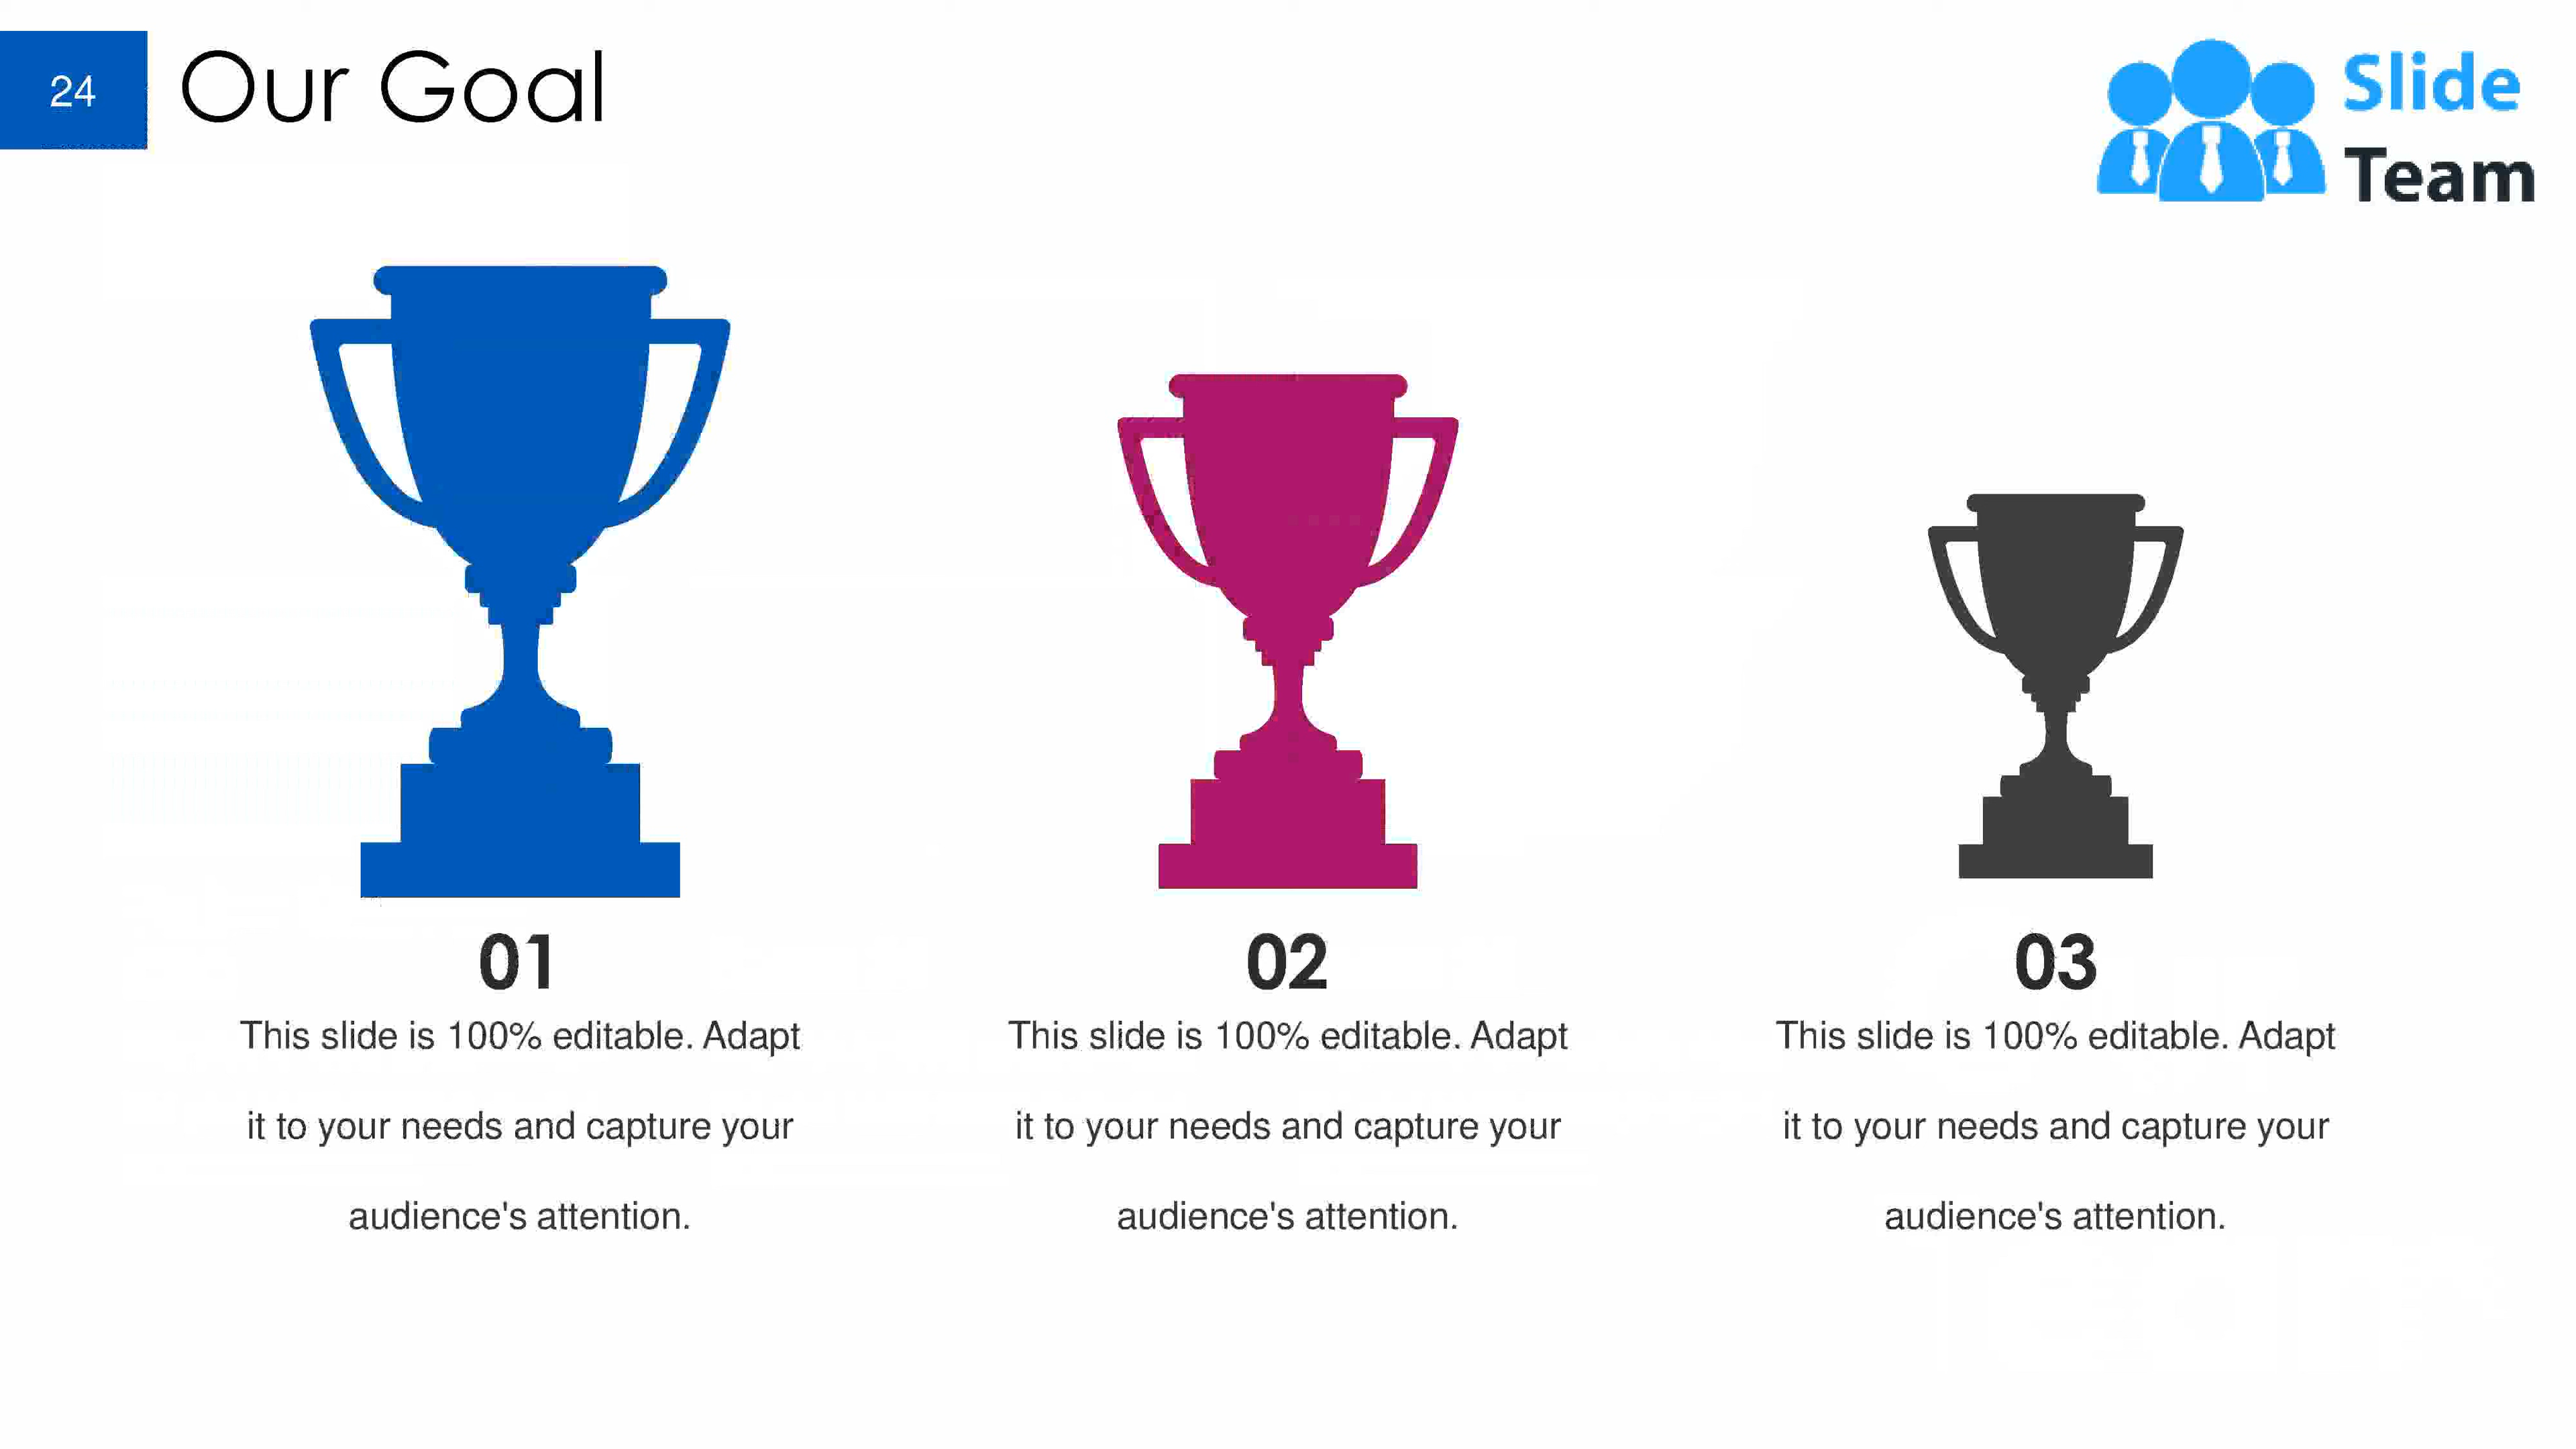 24
Our Goal
Slide
Team
01
This slide is 100% editable. Adapt
it to your needs and capture your
audience's attention.
02
This slide is 100% editable. Adapt
it to your needs and capture your
audience's attention.
03
This slide is 100% editable. Adapt
it to your needs and capture your
audience's attention.